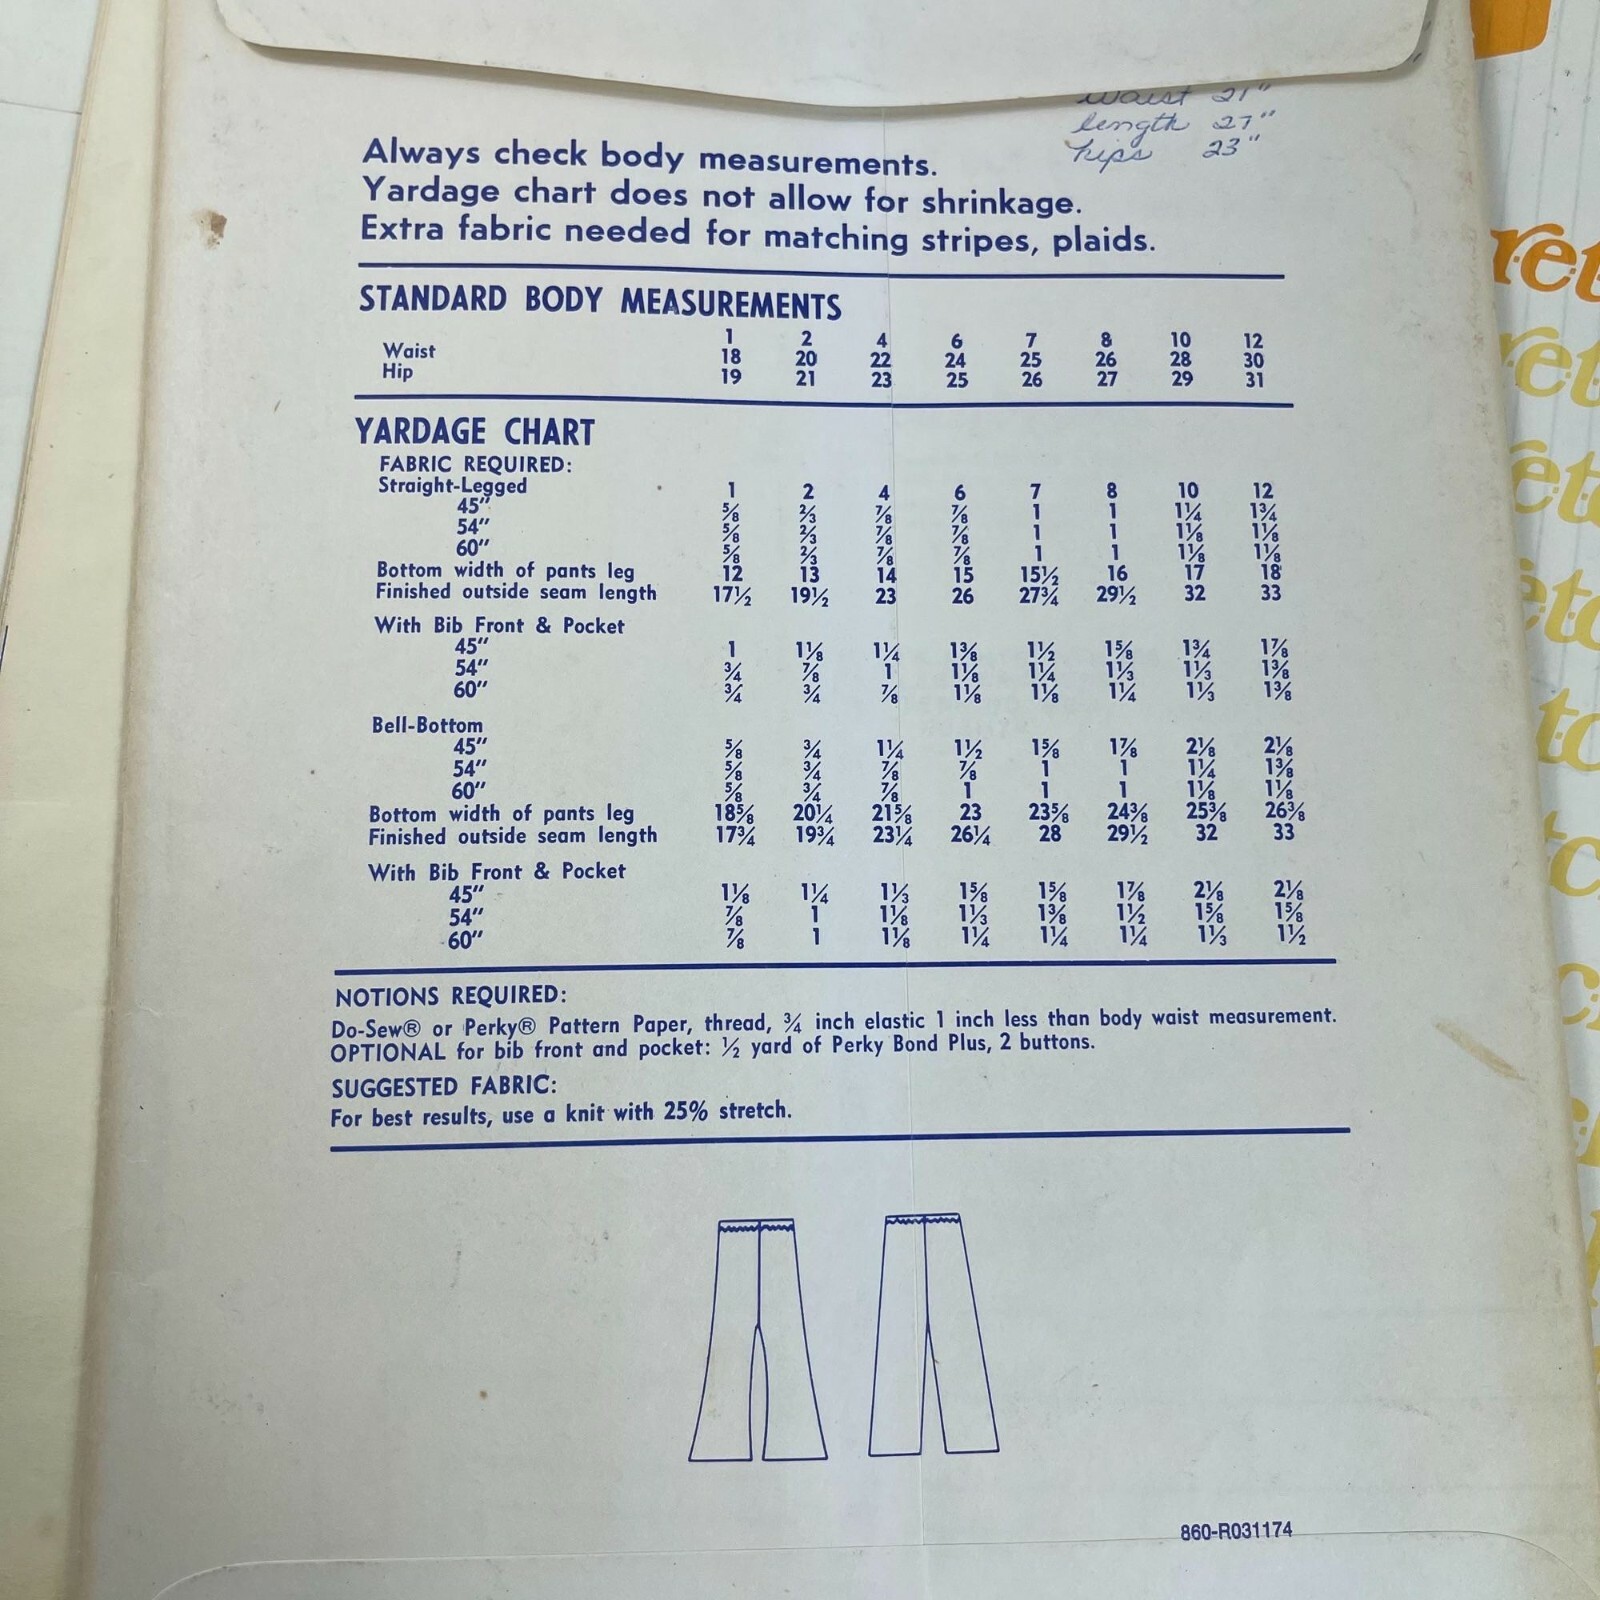 waist 21"
length 27"
hips 23"
Always check body measurements.
Yardage chart does not allow for shrinkage.
Extra fabric needed for matching stripes, plaids.
STANDARD BODY MEASUREMENTS
1 2 4 6 7 8 10 12
Waist 18 20 22 24 25 26 28 30
Hip 19 21 23 25 26 27 29 31
YARDAGE CHART
FABRIC REQUIRED:
Straight-Legged 1 2 4 6 7 8 10 12
45" ⅝ ⅔ ⅞ ⅞ 1 1 1¼ 1¾
54" ⅝ ⅔ ⅞ ⅞ 1 1 1⅛ 1⅛
60" ⅝ ⅔ ⅞ ⅞ 1 1 1⅛ 1⅛
Bottom width of pants leg 12 13 14 15 15½ 16 17 18
Finished outside seam length 17½ 19½ 23 26 27¾ 29½ 32 33
With Bib Front & Pocket
45" 1 1⅛ 1¼ 1⅜ 1½ 1⅝ 1¾ 1⅞
54" ¾ ⅞ 1 1⅛ 1¼ 1⅓ 1⅓ 1⅜
60" ¾ ¾ ⅞ 1⅛ 1⅛ 1¼ 1⅓ 1⅜
Bell-Bottom
45" ⅝ ¾ 1¼ 1½ 1⅝ 1⅞ 2⅛ 2⅛
54" ⅝ ¾ ⅞ ⅞ 1 1 1¼ 1⅜
60" ⅝ ¾ ⅞ 1 1 1 1⅛ 1⅛
Bottom width of pants leg 18⅝ 20¼ 21⅝ 23 23⅝ 24⅜ 25⅜ 26⅜
Finished outside seam length 17¾ 19¾ 23¼ 26¼ 28 29½ 32 33
With Bib Front & Pocket
45" 1⅛ 1¼ 1⅓ 1⅝ 1⅝ 1⅞ 2⅛ 2⅛
54" ⅞ 1 1⅛ 1⅓ 1⅜ 1½ 1⅝ 1⅝
60" ⅞ 1 1⅛ 1¼ 1¼ 1¼ 1⅓ 1½
NOTIONS REQUIRED:
Do-Sew® or Perky® Pattern Paper, thread, ¾ inch elastic 1 inch less than body waist measurement.
OPTIONAL for bib front and pocket: ½ yard of Perky Bond Plus, 2 buttons.
SUGGESTED FABRIC:
For best results, use a knit with 25% stretch.
860-R031174